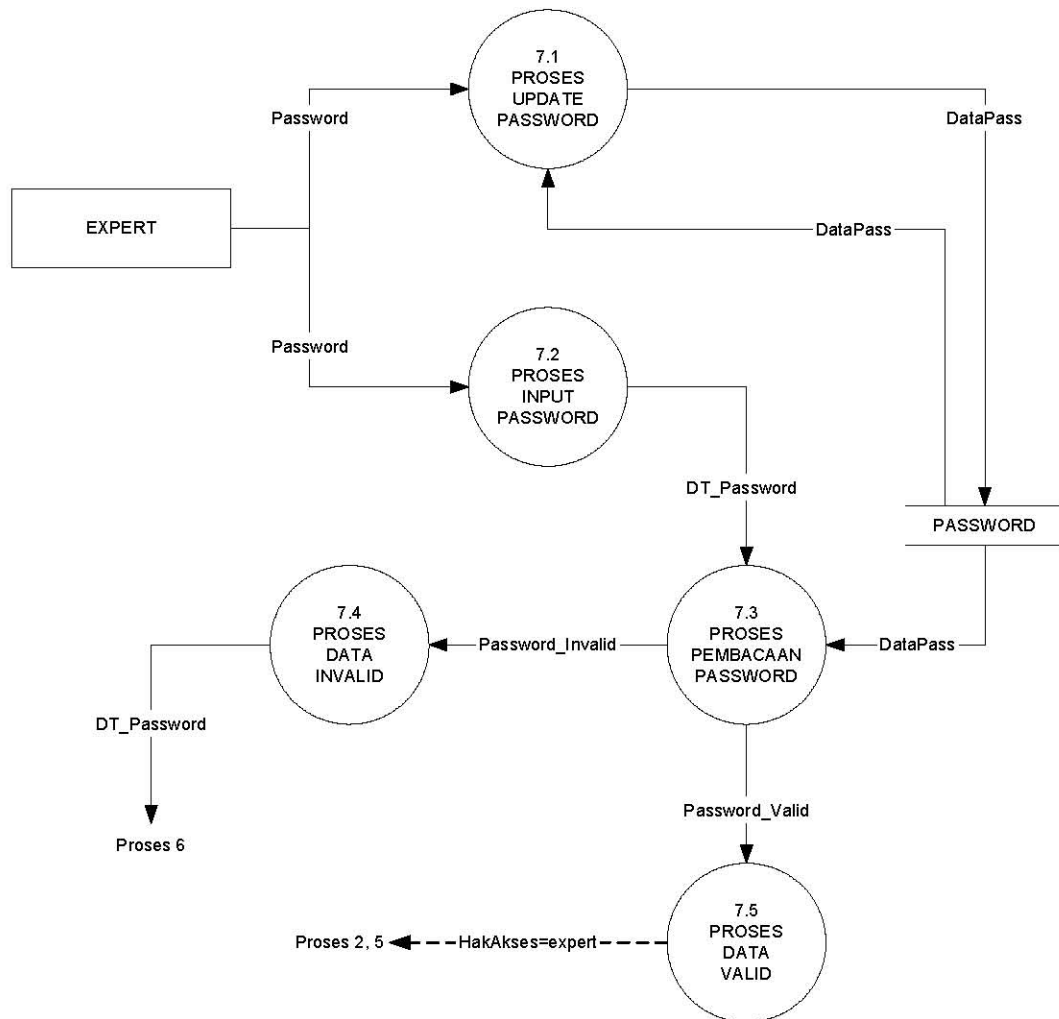 7.1
PROSES
UPDATE
PASSWORD
Password
DataPass
EXPERT
DataPass
Password
7.2
PROSES
INPUT
PASSWORD
DT_Password
PASSWORD
7.4
PROSES
DATA
INVALID
Password_Invalid
7.3
PROSES
PEMBACAAN
PASSWORD
DataPass
DT_Password
Proses 6
Password_Valid
7.5
PROSES
DATA
VALID
Proses 2, 5
HakAkses=expert